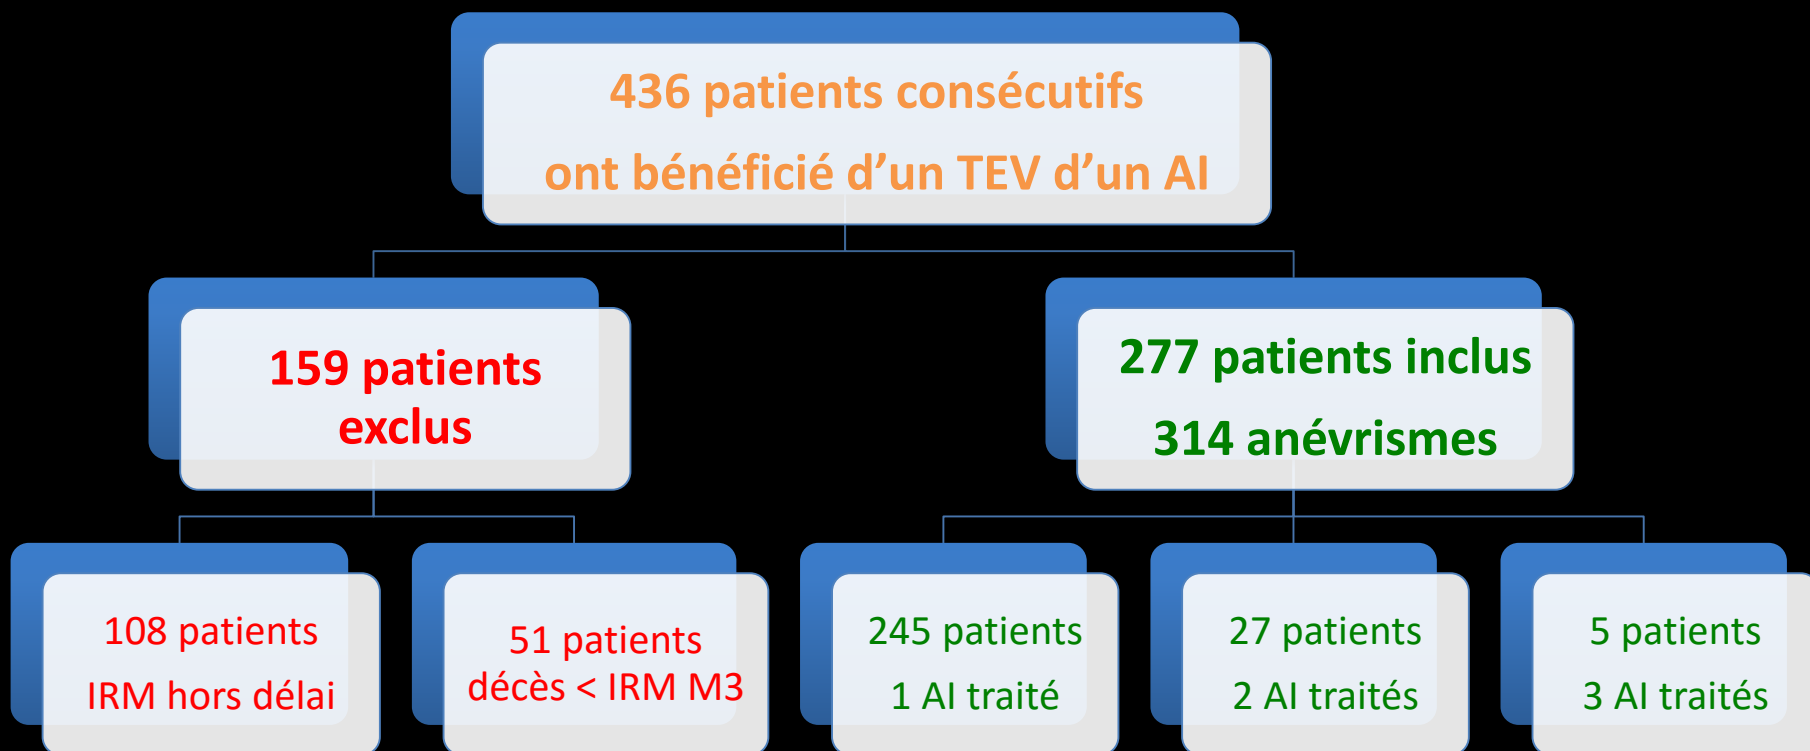 436 patients consécutifs
ont bénéficié d’un TEV d’un AI
159 patients
exclus
277 patients inclus
314 anévrismes
108 patients
IRM hors délai
51 patients
décès < IRM M3
245 patients
1 AI traité
27 patients
2 AI traités
5 patients
3 AI traités